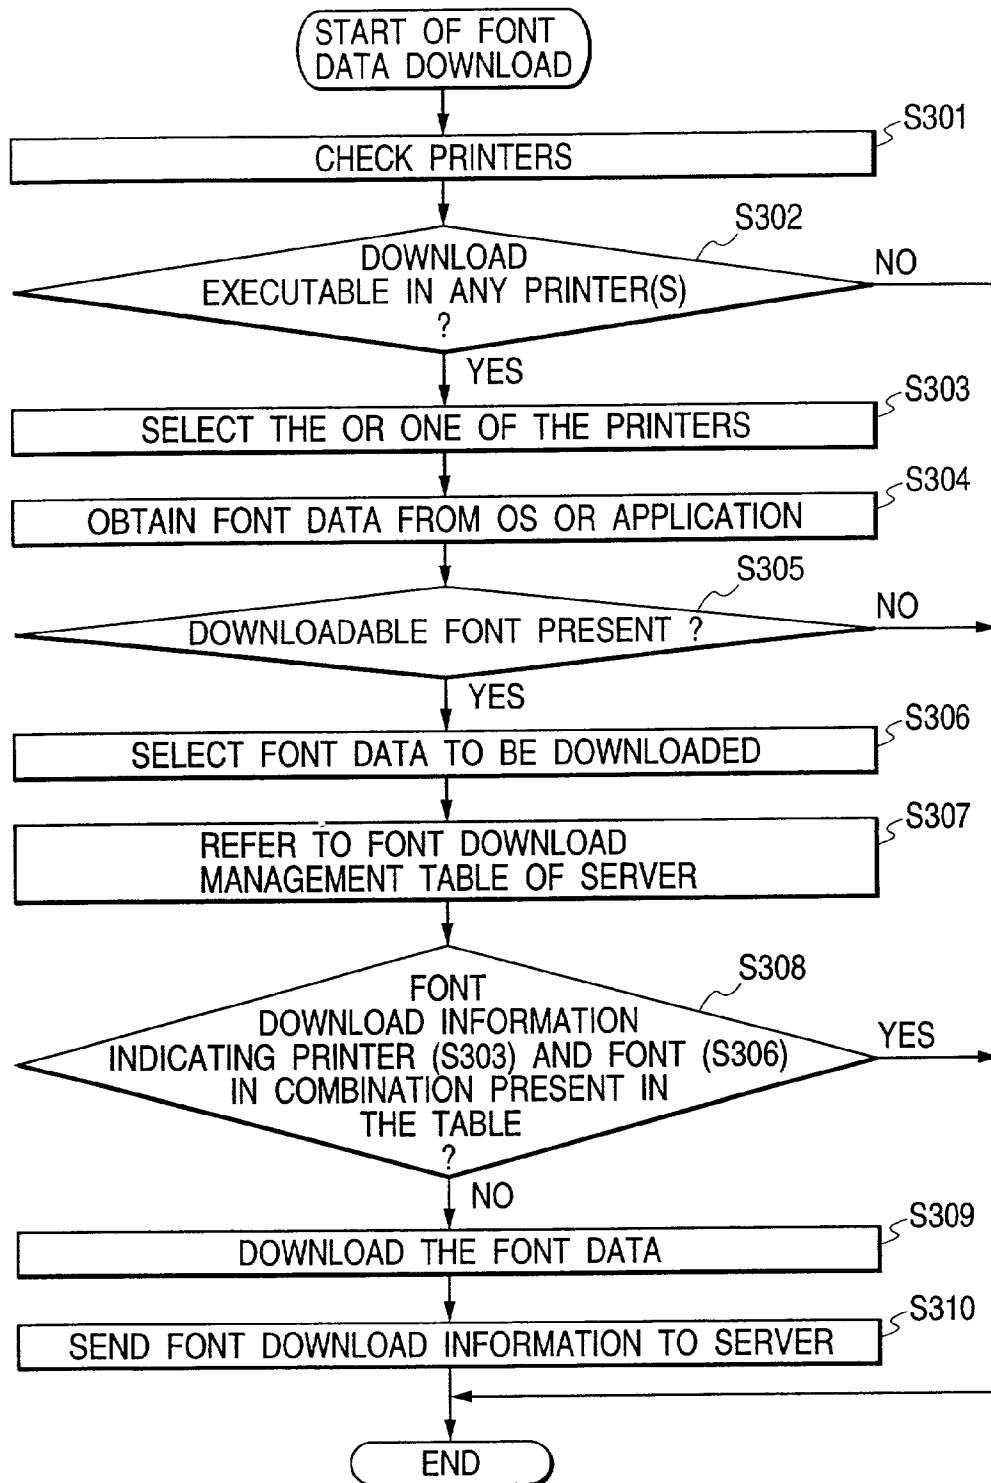 START OF FONT
DATA DOWNLOAD
S301
CHECK PRINTERS
S302
DOWNLOAD
EXECUTABLE IN ANY PRINTER(S)
?
NO
YES
S303
SELECT THE OR ONE OF THE PRINTERS
S304
OBTAIN FONT DATA FROM OS OR APPLICATION
S305
DOWNLOADABLE FONT PRESENT ?
NO
YES
S306
SELECT FONT DATA TO BE DOWNLOADED
S307
REFER TO FONT DOWNLOAD
MANAGEMENT TABLE OF SERVER
S308
FONT
DOWNLOAD INFORMATION
INDICATING PRINTER (S303) AND FONT (S306)
IN COMBINATION PRESENT IN
THE TABLE
?
YES
NO
S309
DOWNLOAD THE FONT DATA
S310
SEND FONT DOWNLOAD INFORMATION TO SERVER
END